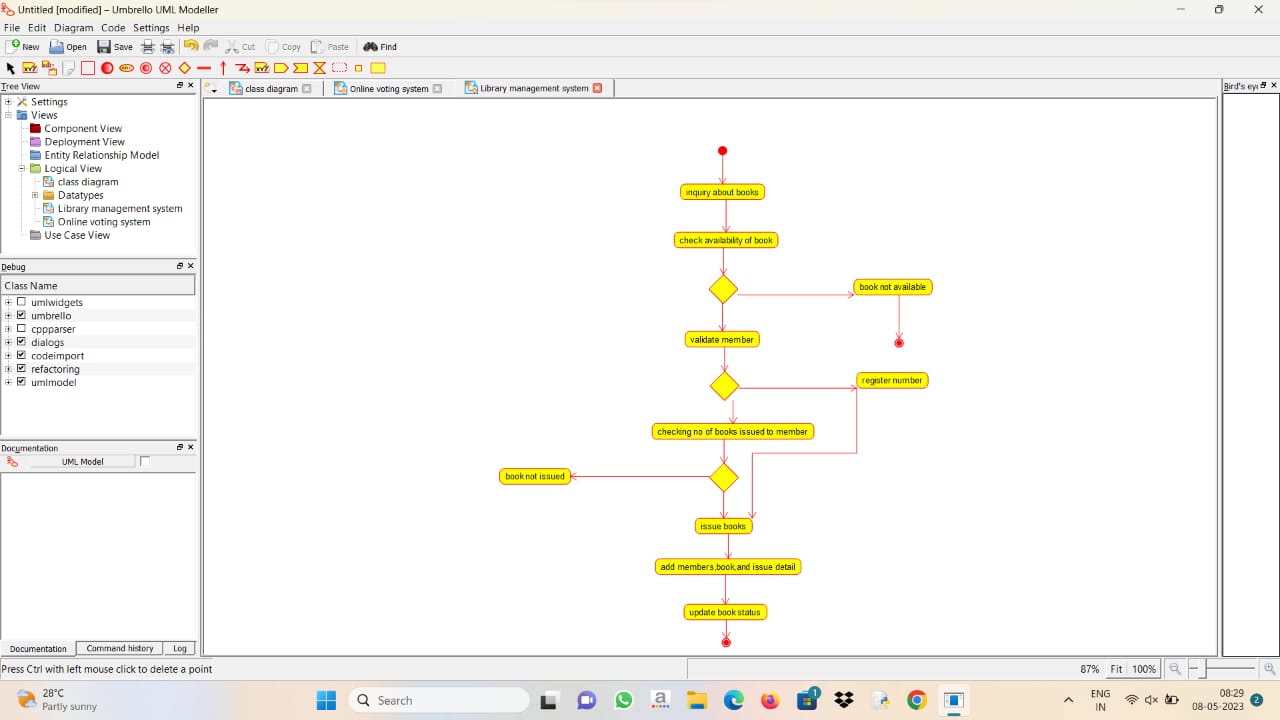 Untitled [modified] – Umbrello UML Modeller
File Edit Diagram Code Settings Help
New Open Save Cut Copy Paste Find
Tree View
class diagram Online voting system Library management system
Bird's eye
Settings
Views
Component View
Deployment View
Entity Relationship Model
Logical View
class diagram
Datatypes
Library management system
Online voting system
Use Case View
Debug
Class Name
umlwidgets
umbrello
cppparser
dialogs
codeimport
refactoring
umlmodel
Documentation
UML Model
Documentation Command history Log
inquiry about books
check availability of book
book not available
validate member
register number
checking no of books issued to member
book not issued
issue books
add members,book,and issue detail
update book status
Press Ctrl with left mouse click to delete a point
87% Fit 100%
28°C
Partly sunny
Search
1
ENG
IN
08:29
08-05-2023
2